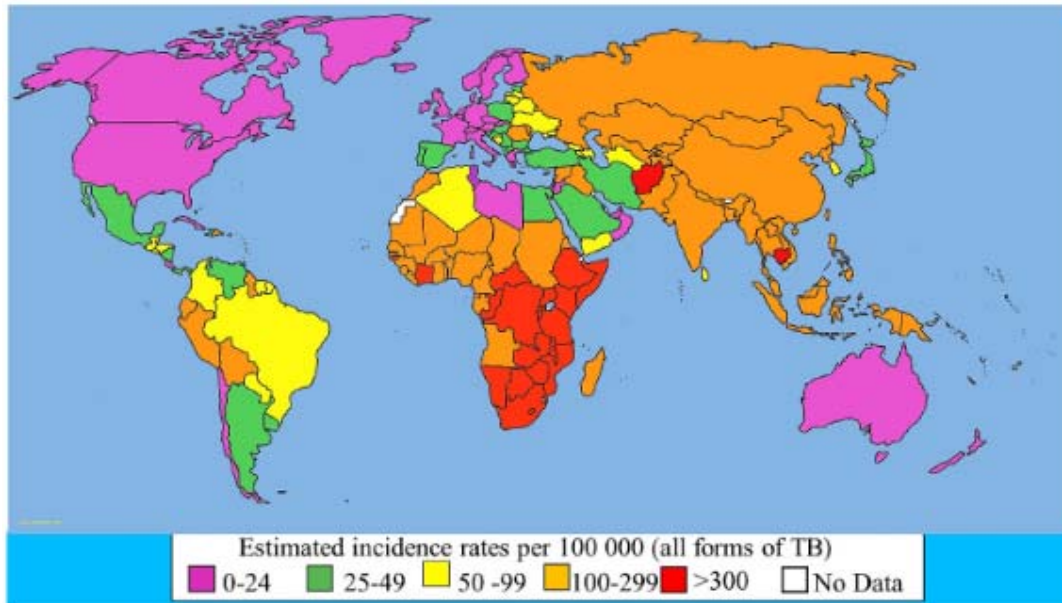 Estimated incidence rates per 100 000 (all forms of TB)
0-24 25-49 50 -99 100-299 >300 No Data